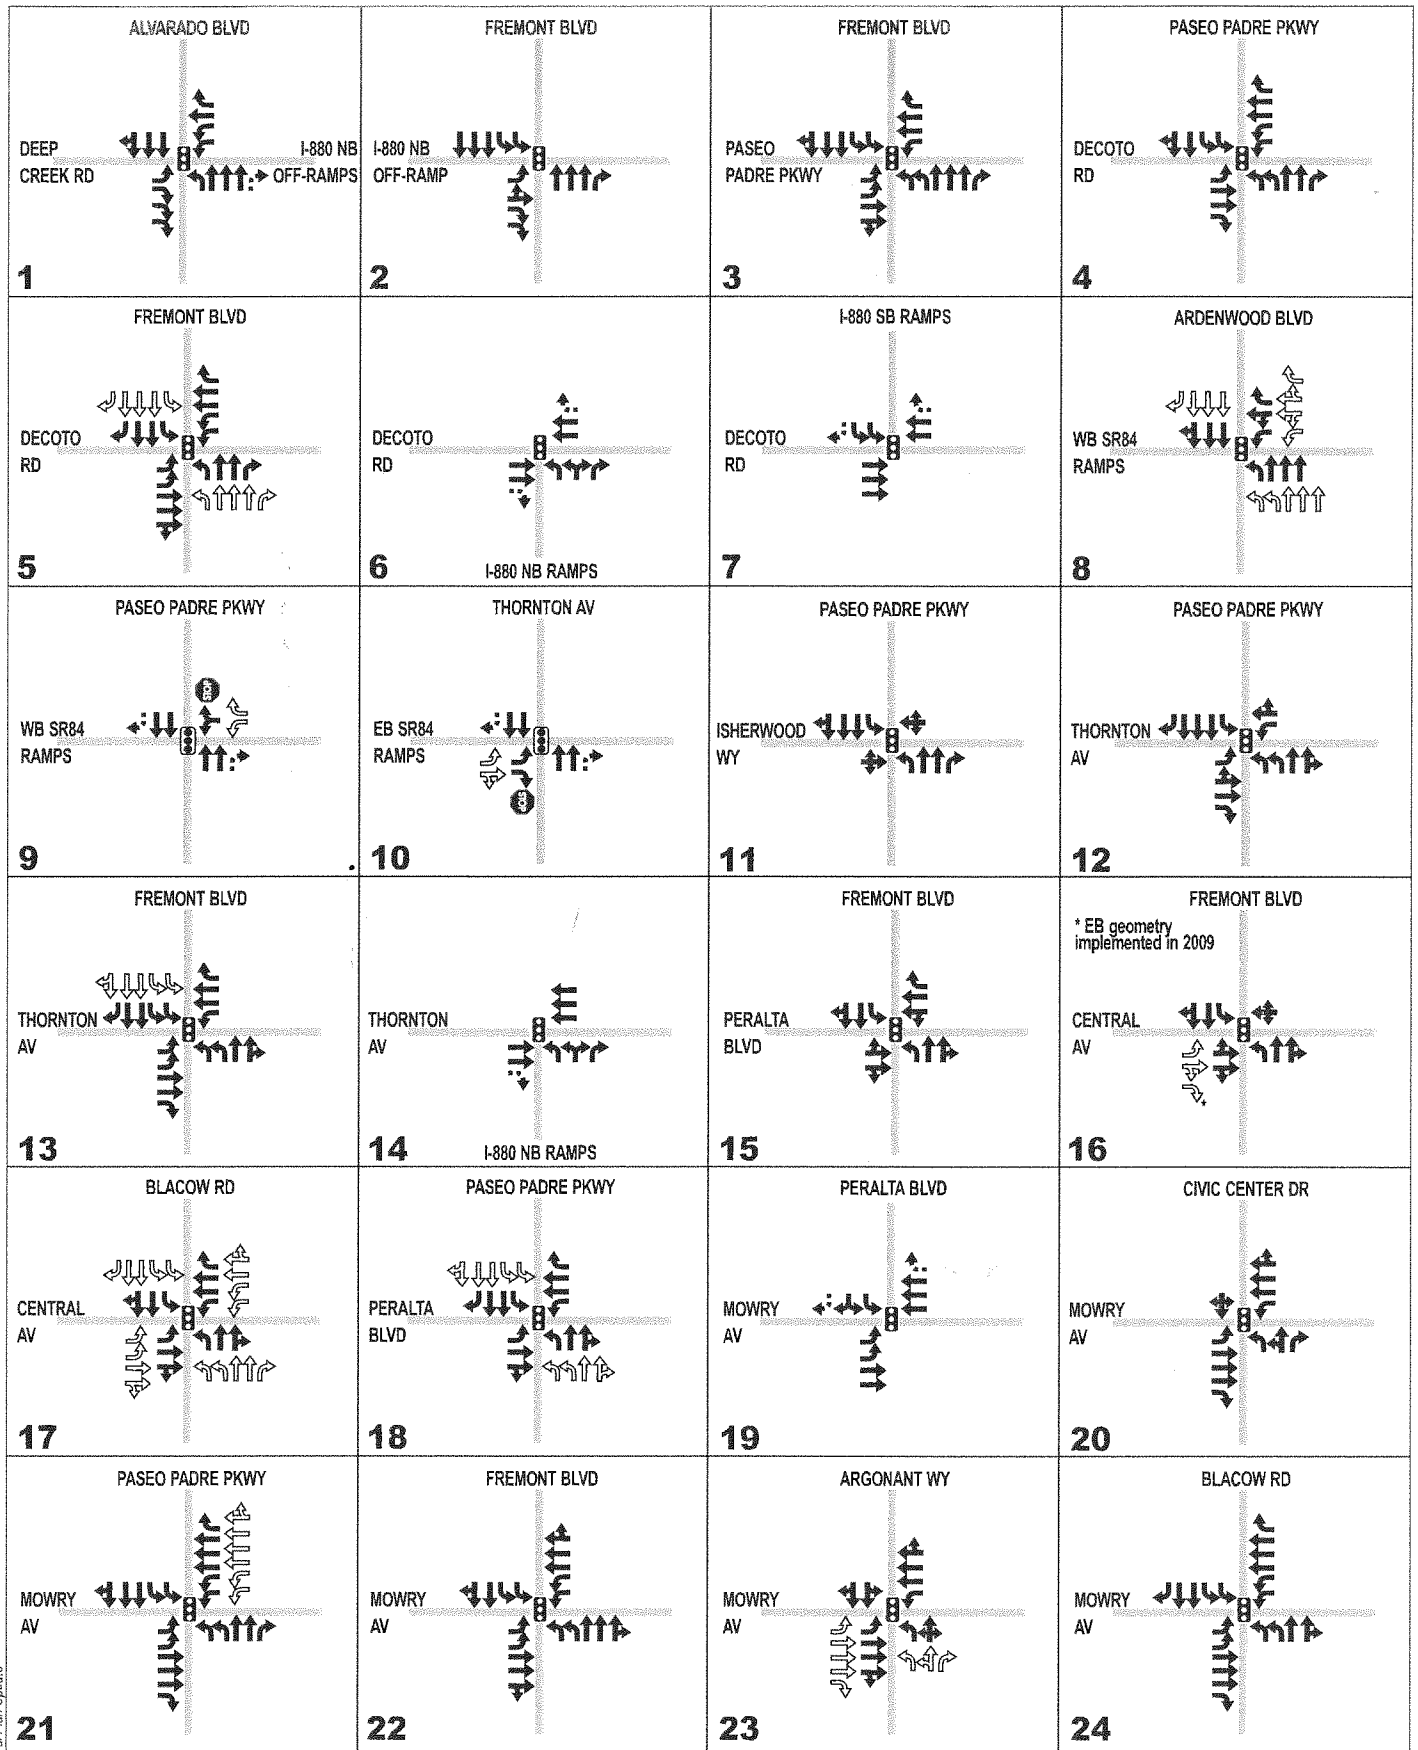 ALVARADO BLVD
DEEP
CREEK RD
I-880 NB
OFF-RAMPS
1
FREMONT BLVD
I-880 NB
OFF-RAMP
2
FREMONT BLVD
PASEO
PADRE PKWY
3
PASEO PADRE PKWY
DECOTO
RD
4
FREMONT BLVD
DECOTO
RD
5
DECOTO
RD
I-880 NB RAMPS
6
I-880 SB RAMPS
DECOTO
RD
7
ARDENWOOD BLVD
WB SR84
RAMPS
8
PASEO PADRE PKWY
STOP
WB SR84
RAMPS
9
THORNTON AV
EB SR84
RAMPS
STOP
10
PASEO PADRE PKWY
ISHERWOOD
WY
11
PASEO PADRE PKWY
THORNTON
AV
12
FREMONT BLVD
THORNTON
AV
13
THORNTON
AV
I-880 NB RAMPS
14
FREMONT BLVD
PERALTA
BLVD
15
FREMONT BLVD
* EB geometry
implemented in 2009
CENTRAL
AV
*
16
BLACOW RD
CENTRAL
AV
17
PASEO PADRE PKWY
PERALTA
BLVD
18
PERALTA BLVD
MOWRY
AV
19
CIVIC CENTER DR
MOWRY
AV
20
PASEO PADRE PKWY
MOWRY
AV
21
FREMONT BLVD
MOWRY
AV
22
ARGONANT WY
MOWRY
AV
23
BLACOW RD
MOWRY
AV
24
Plan Update